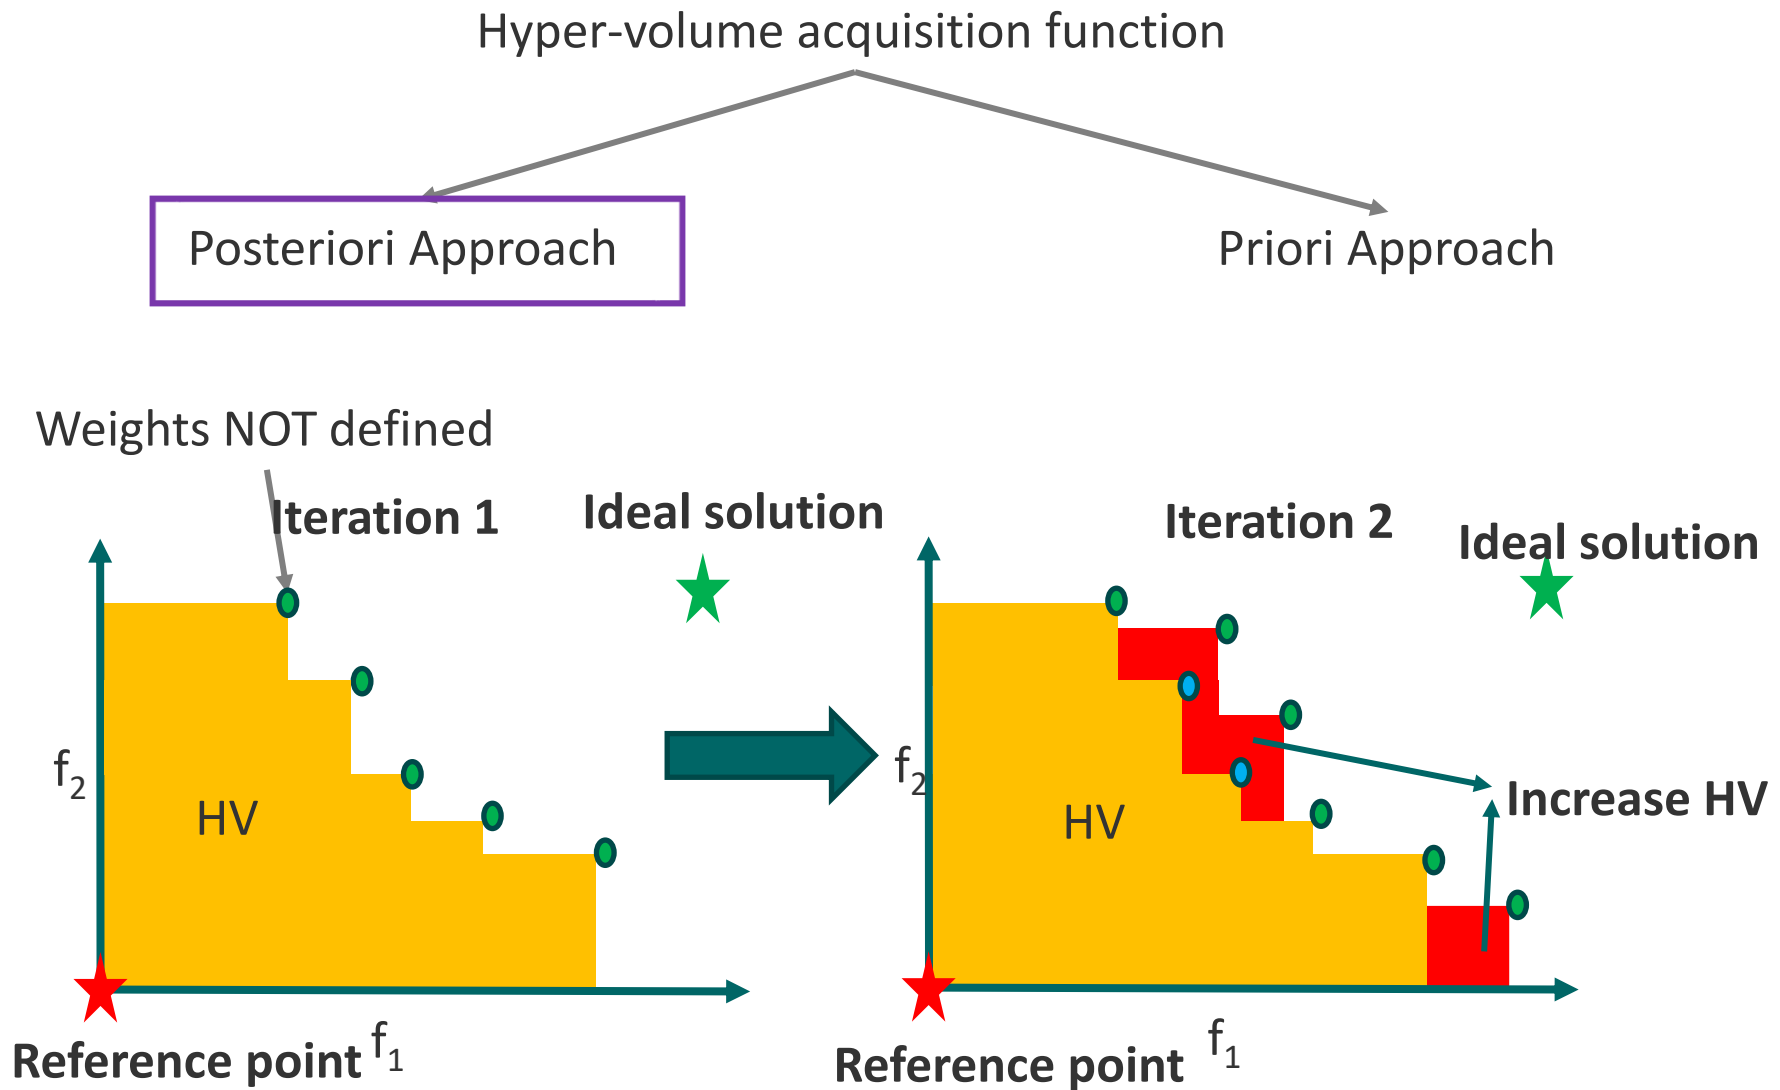 Hyper-volume acquisition function
Posteriori Approach
Priori Approach
Weights NOT defined
Iteration 1
Ideal solution
Iteration 2
Ideal solution
f₂
HV
f₂
HV
Increase HV
Reference point
f₁
Reference point
f₁